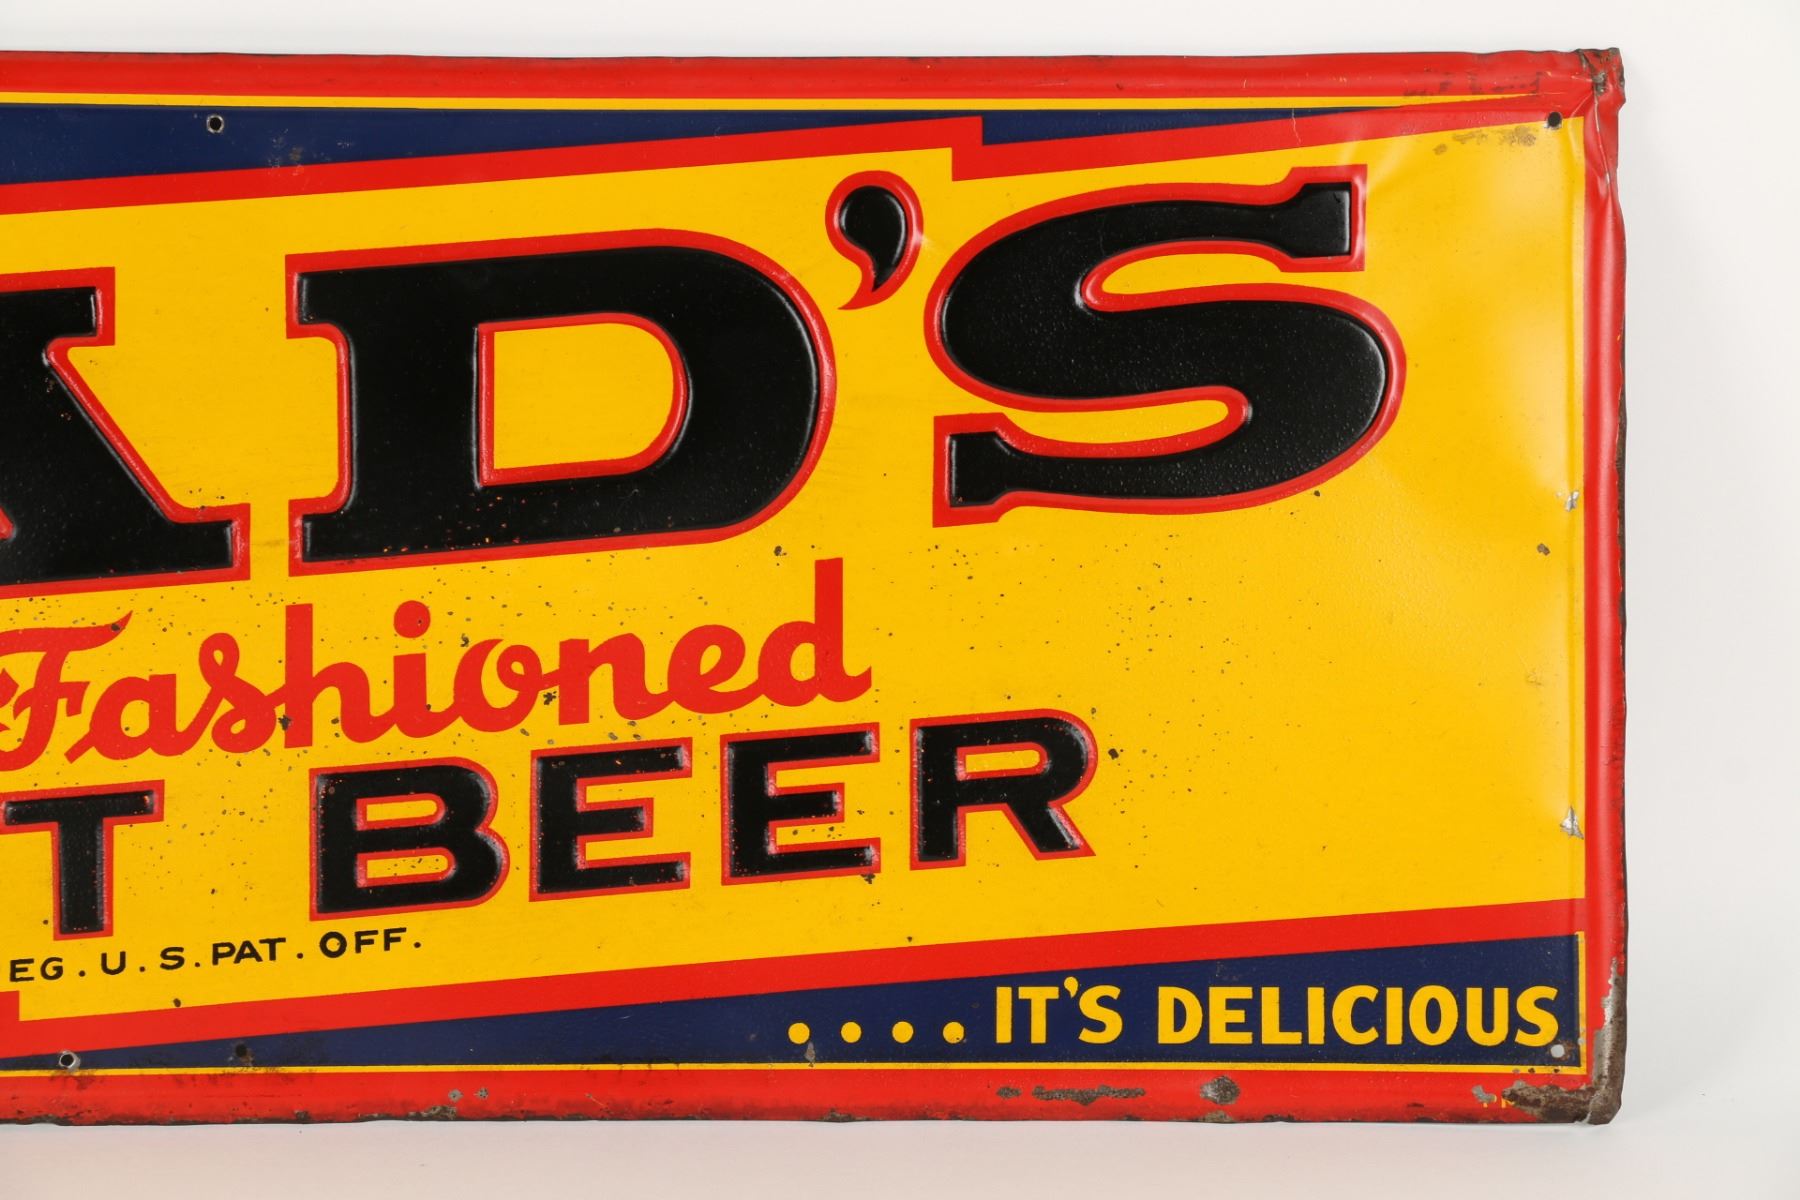 AD'S
Fashioned
T BEER
EG. U. S. PAT. OFF.
....IT'S DELICIOUS